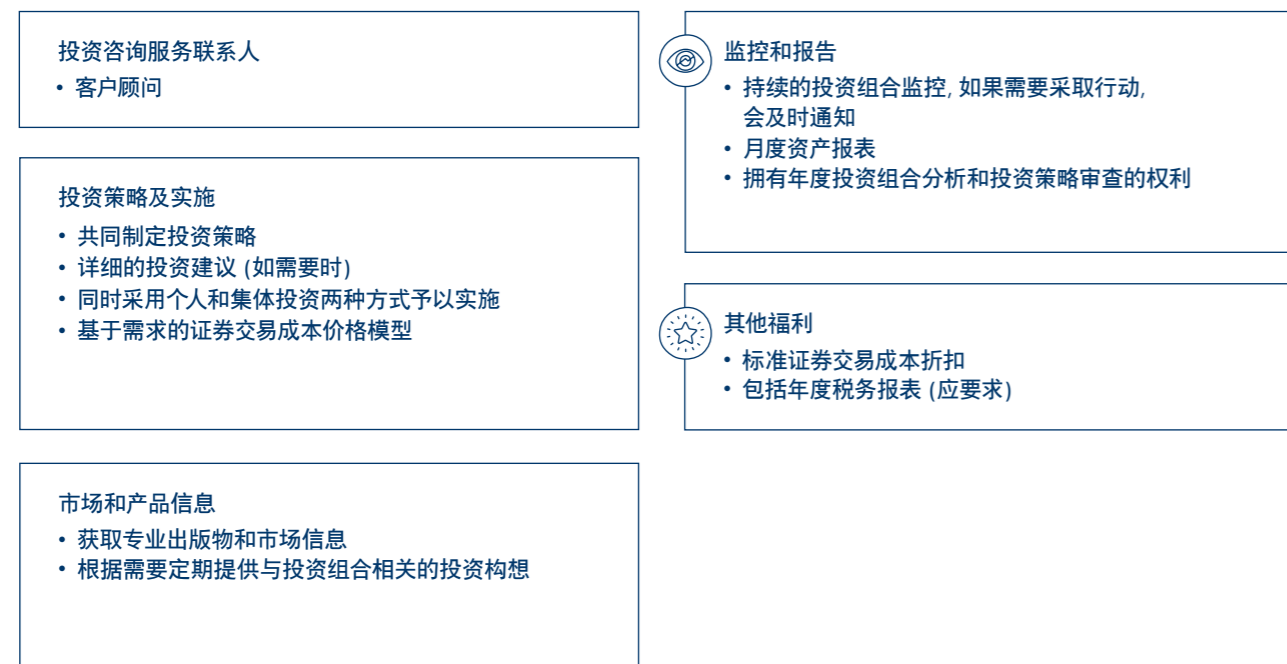 投资咨询服务联系人
• 客户顾问
投资策略及实施
• 共同制定投资策略
• 详细的投资建议 (如需要时)
• 同时采用个人和集体投资两种方式予以实施
• 基于需求的证券交易成本价格模型
市场和产品信息
• 获取专业出版物和市场信息
• 根据需要定期提供与投资组合相关的投资构想
监控和报告
• 持续的投资组合监控, 如果需要采取行动,
会及时通知
• 月度资产报表
• 拥有年度投资组合分析和投资策略审查的权利
其他福利
• 标准证券交易成本折扣
• 包括年度税务报表 (应要求)